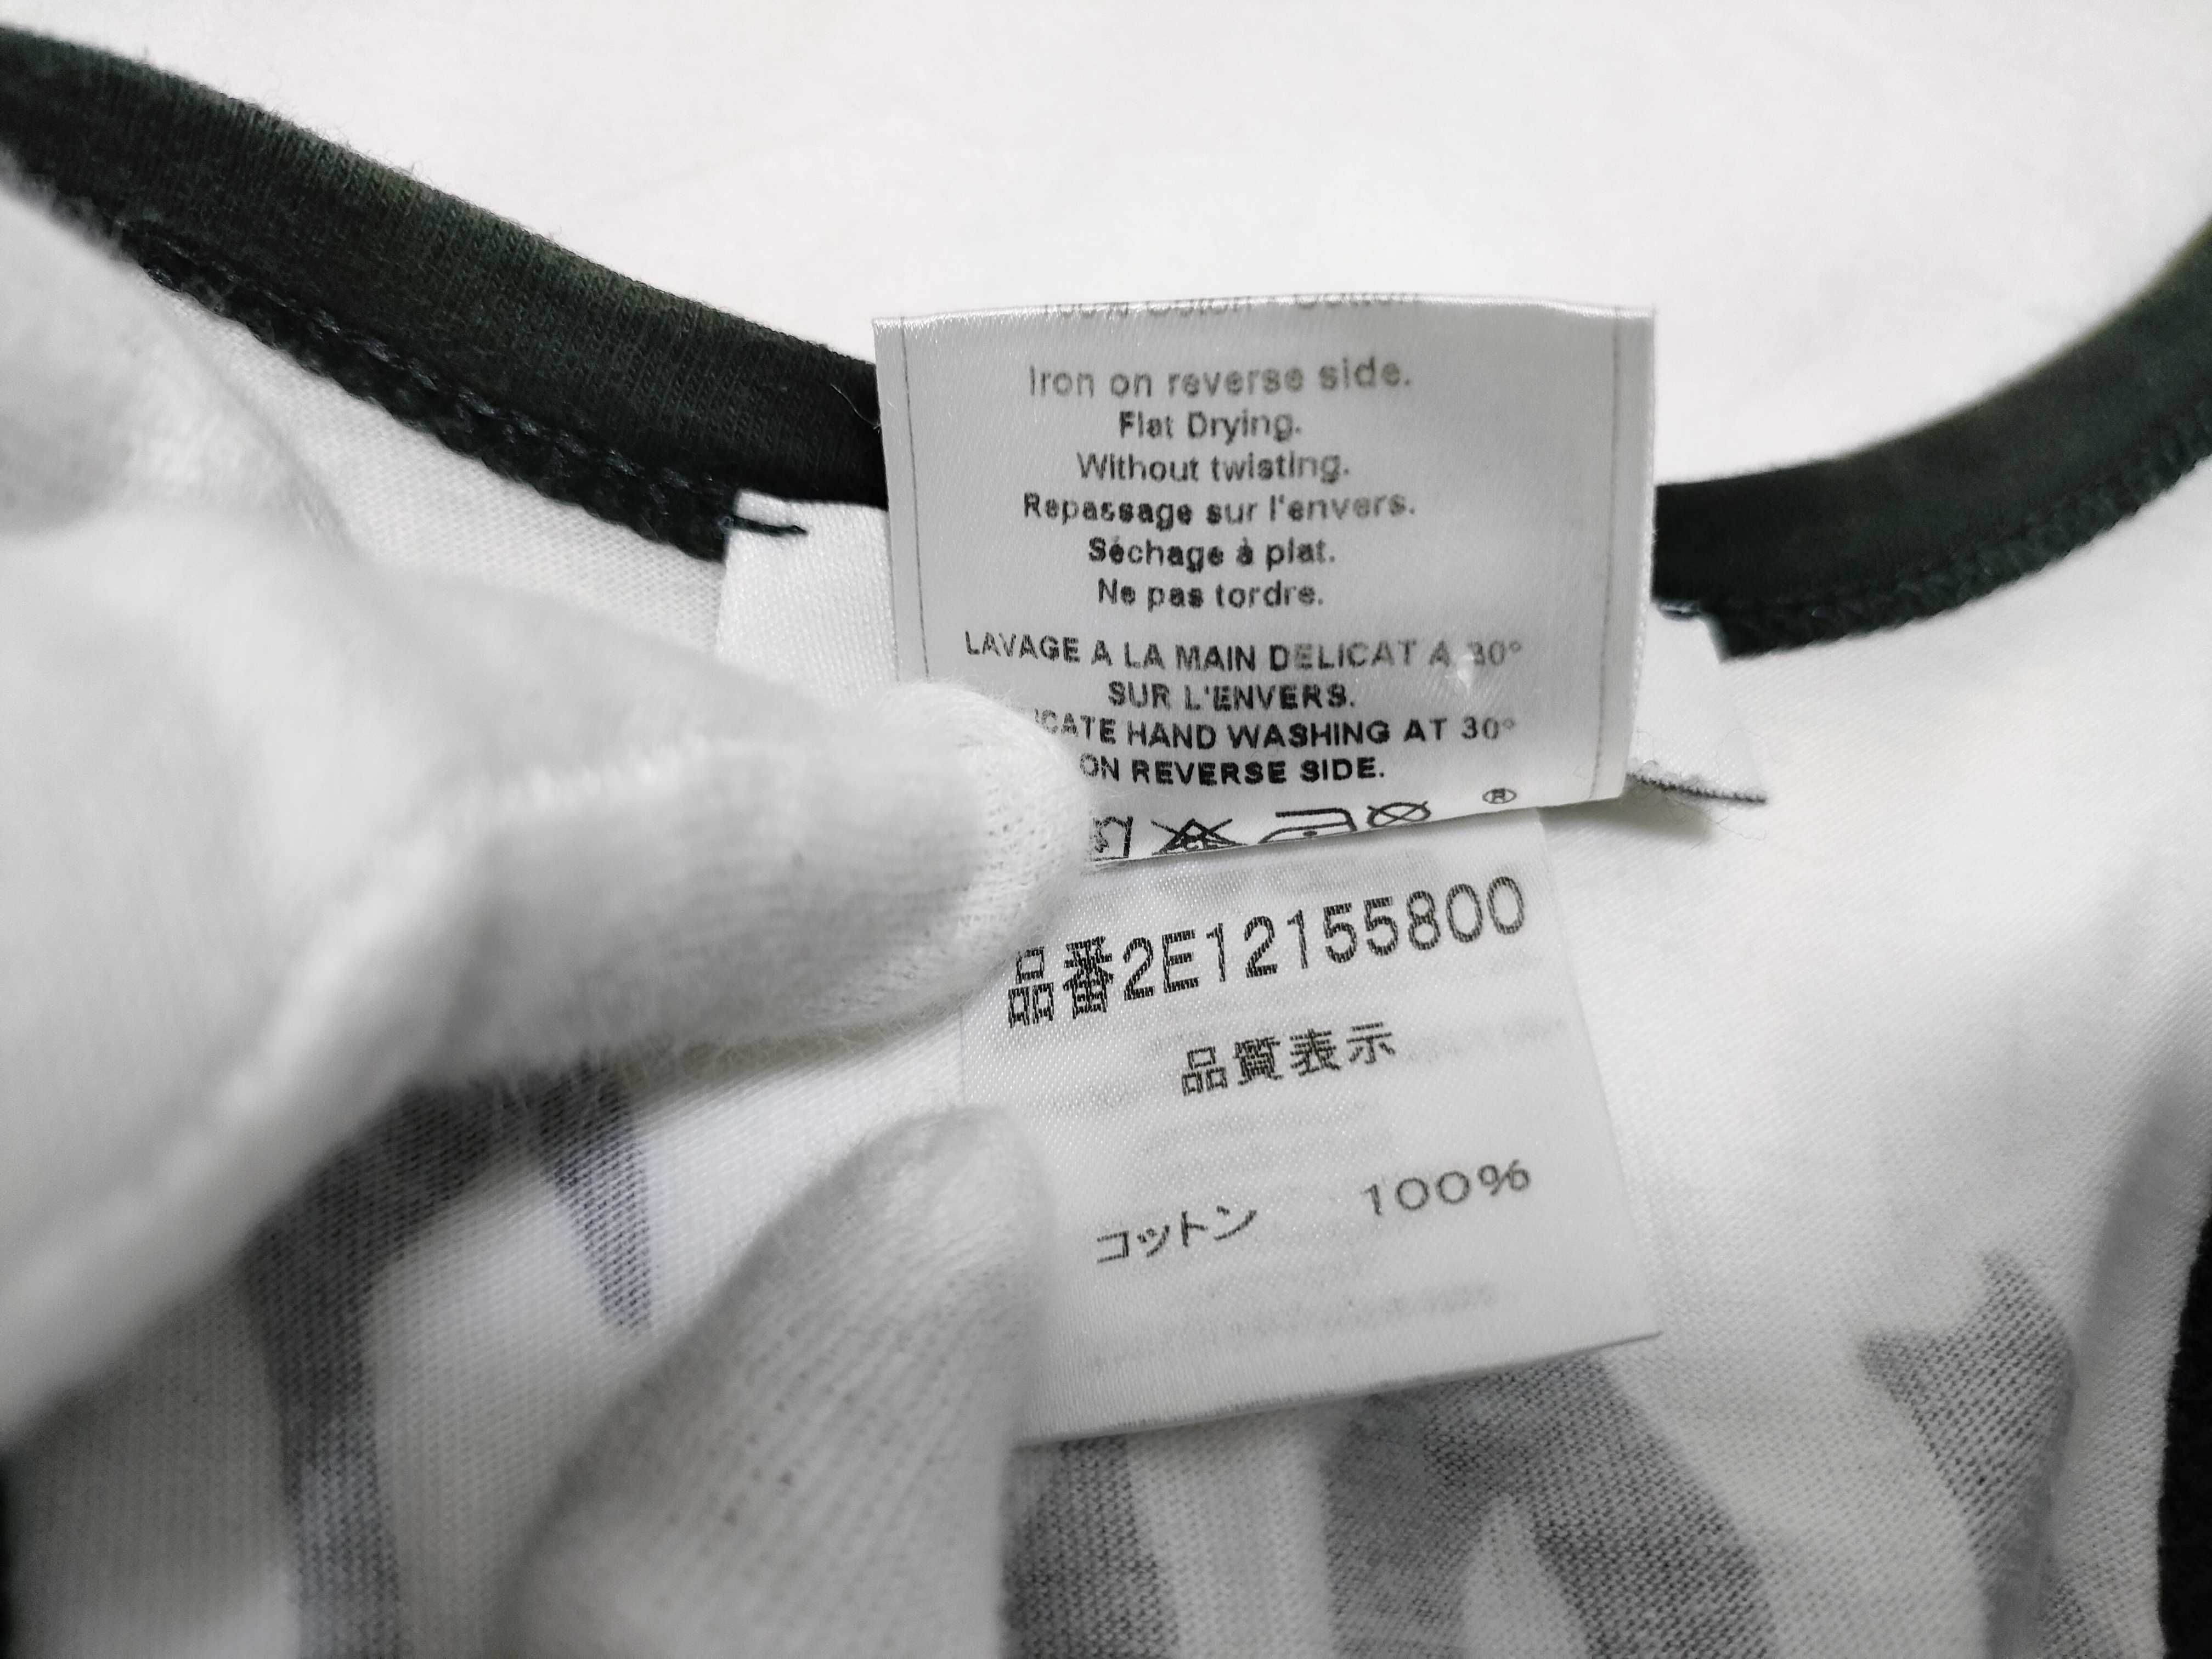 Iron on reverse side.
Flat Drying.
Without twisting.
Repassage sur l'envers.
Séchage à plat.
Ne pas tordre.
LAVAGE A LA MAIN DELICAT A 30°
SUR L'ENVERS.
HAND WASHING AT 30°
ON REVERSE SIDE.
®
品番2E12155800
品質表示
コットン 100%